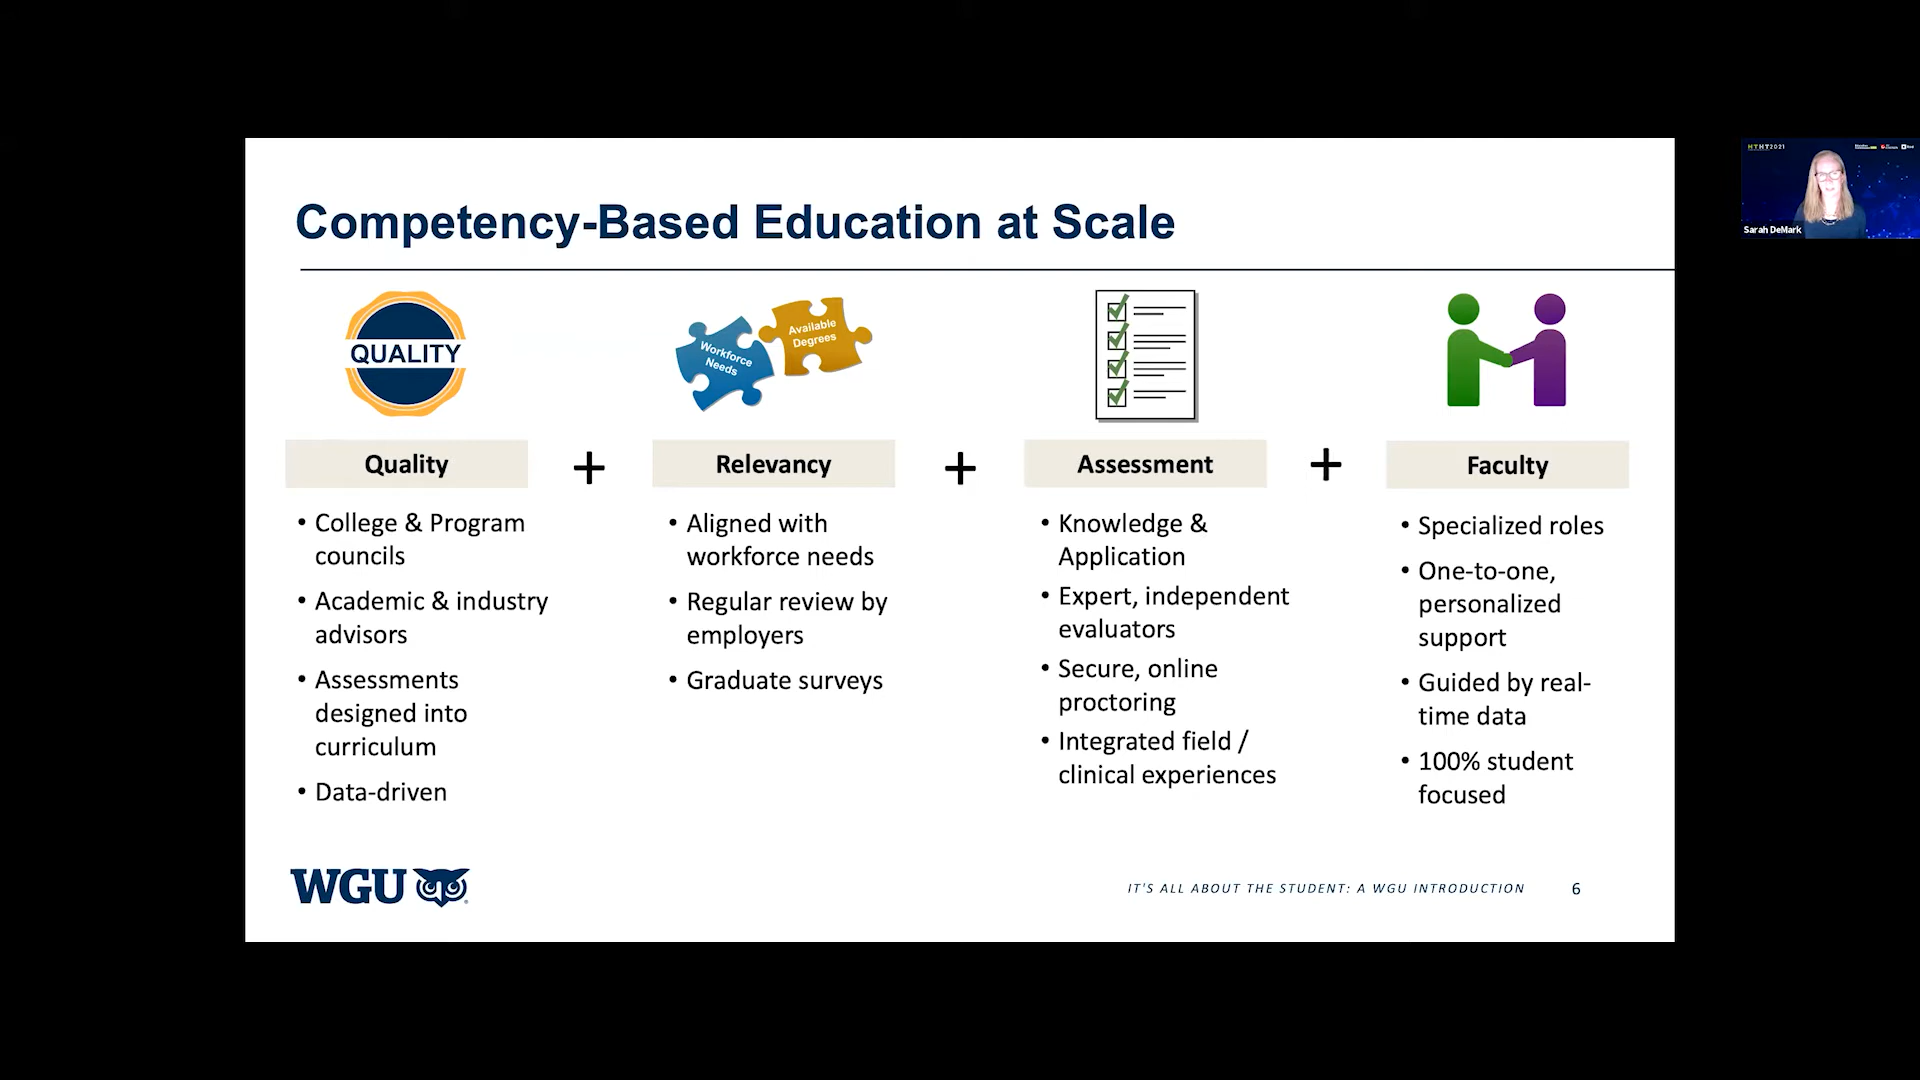 HTHT2021
Sarah DeMark
Competency-Based Education at Scale
QUALITY
Workforce
Needs
Available
Degrees
Quality
+
Relevancy
+
Assessment
+
Faculty
• College & Program
councils
• Academic & industry
advisors
• Assessments
designed into
curriculum
• Data-driven
• Aligned with
workforce needs
• Regular review by
employers
• Graduate surveys
• Knowledge &
Application
• Expert, independent
evaluators
• Secure, online
proctoring
• Integrated field /
clinical experiences
• Specialized roles
• One-to-one,
personalized
support
• Guided by real-
time data
• 100% student
focused
WGU
IT'S ALL ABOUT THE STUDENT: A WGU INTRODUCTION 6